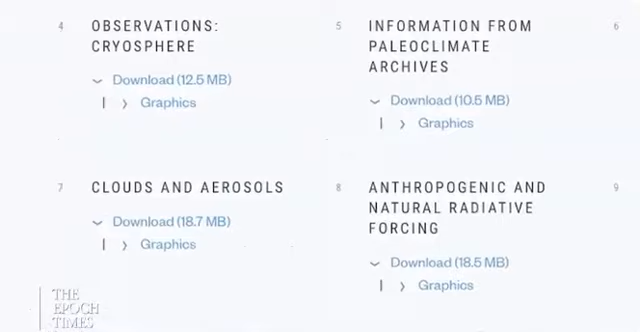 4 OBSERVATIONS:
CRYOSPHERE
Download (12.5 MB)
Graphics
5 INFORMATION FROM
PALEOCLIMATE
ARCHIVES
Download (10.5 MB)
Graphics
6
7 CLOUDS AND AEROSOLS
Download (18.7 MB)
Graphics
8 ANTHROPOGENIC AND
NATURAL RADIATIVE
FORCING
Download (18.5 MB)
Graphics
9
THE
EPOCH
TIMES